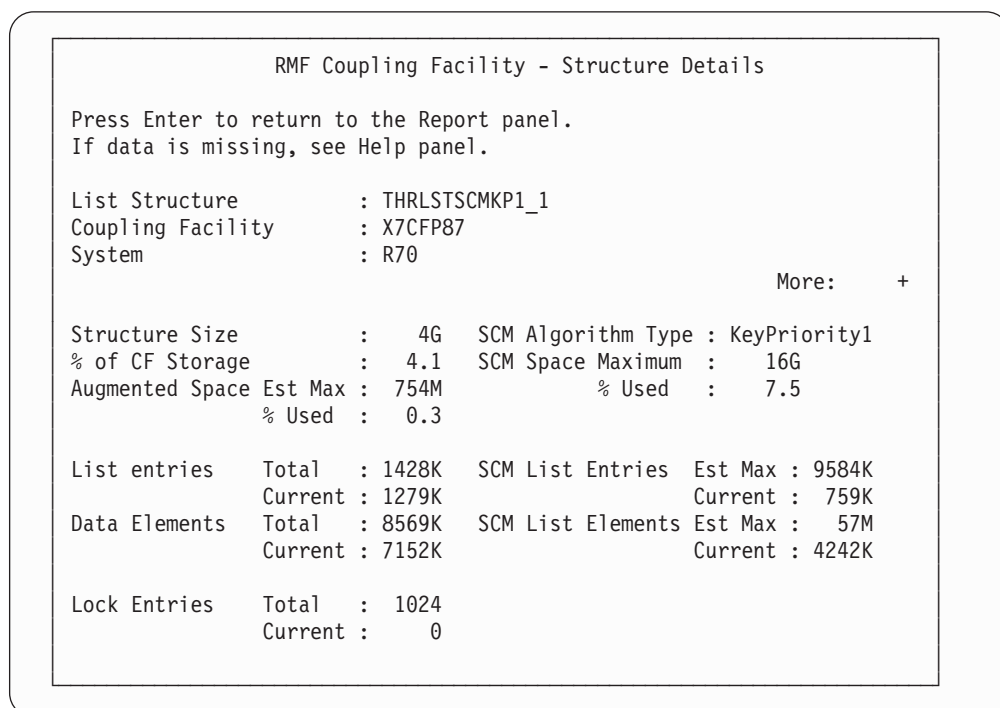 RMF Coupling Facility - Structure Details
Press Enter to return to the Report panel.
If data is missing, see Help panel.
List Structure : THRLSTSCMKP1_1
Coupling Facility : X7CFP87
System : R70
More: +
Structure Size : 4G SCM Algorithm Type : KeyPriority1
% of CF Storage : 4.1 SCM Space Maximum : 16G
Augmented Space Est Max : 754M % Used : 7.5
% Used : 0.3
List entries Total : 1428K SCM List Entries Est Max : 9584K
Current : 1279K Current : 759K
Data Elements Total : 8569K SCM List Elements Est Max : 57M
Current : 7152K Current : 4242K
Lock Entries Total : 1024
Current : 0